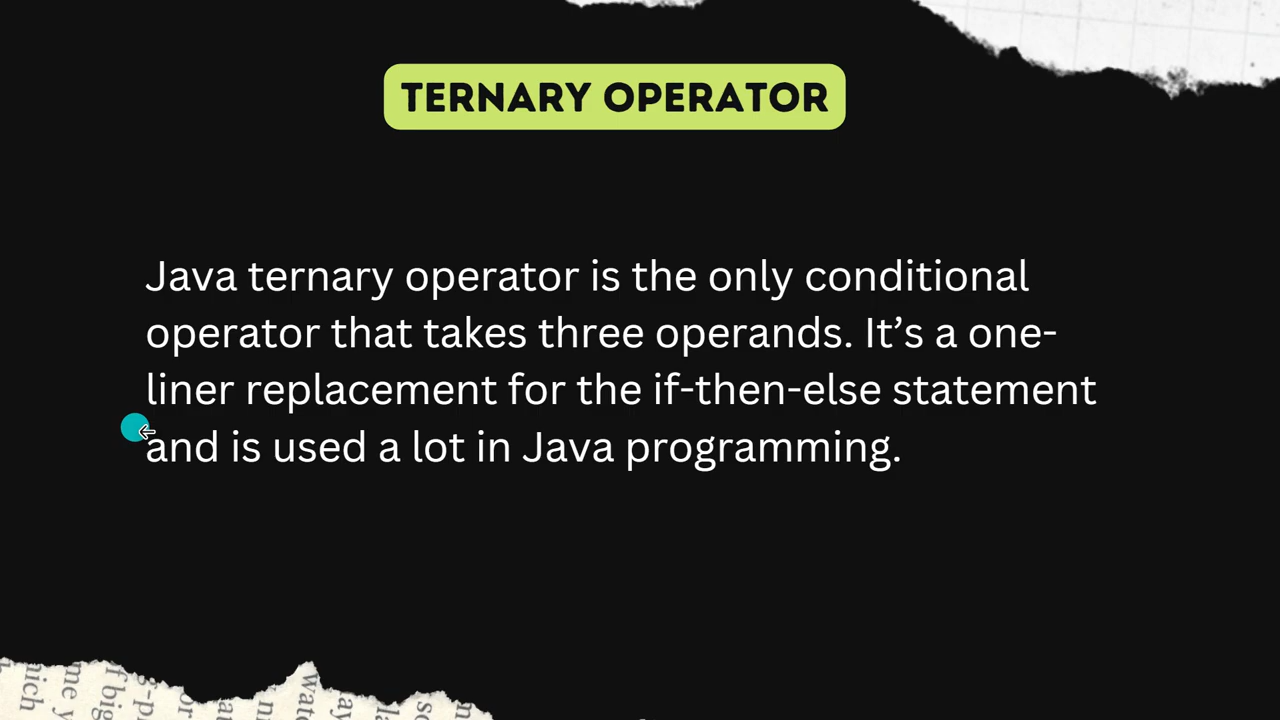 TERNARY OPERATOR
Java ternary operator is the only conditional
operator that takes three operands. It’s a one-
liner replacement for the if-then-else statement
and is used a lot in Java programming.